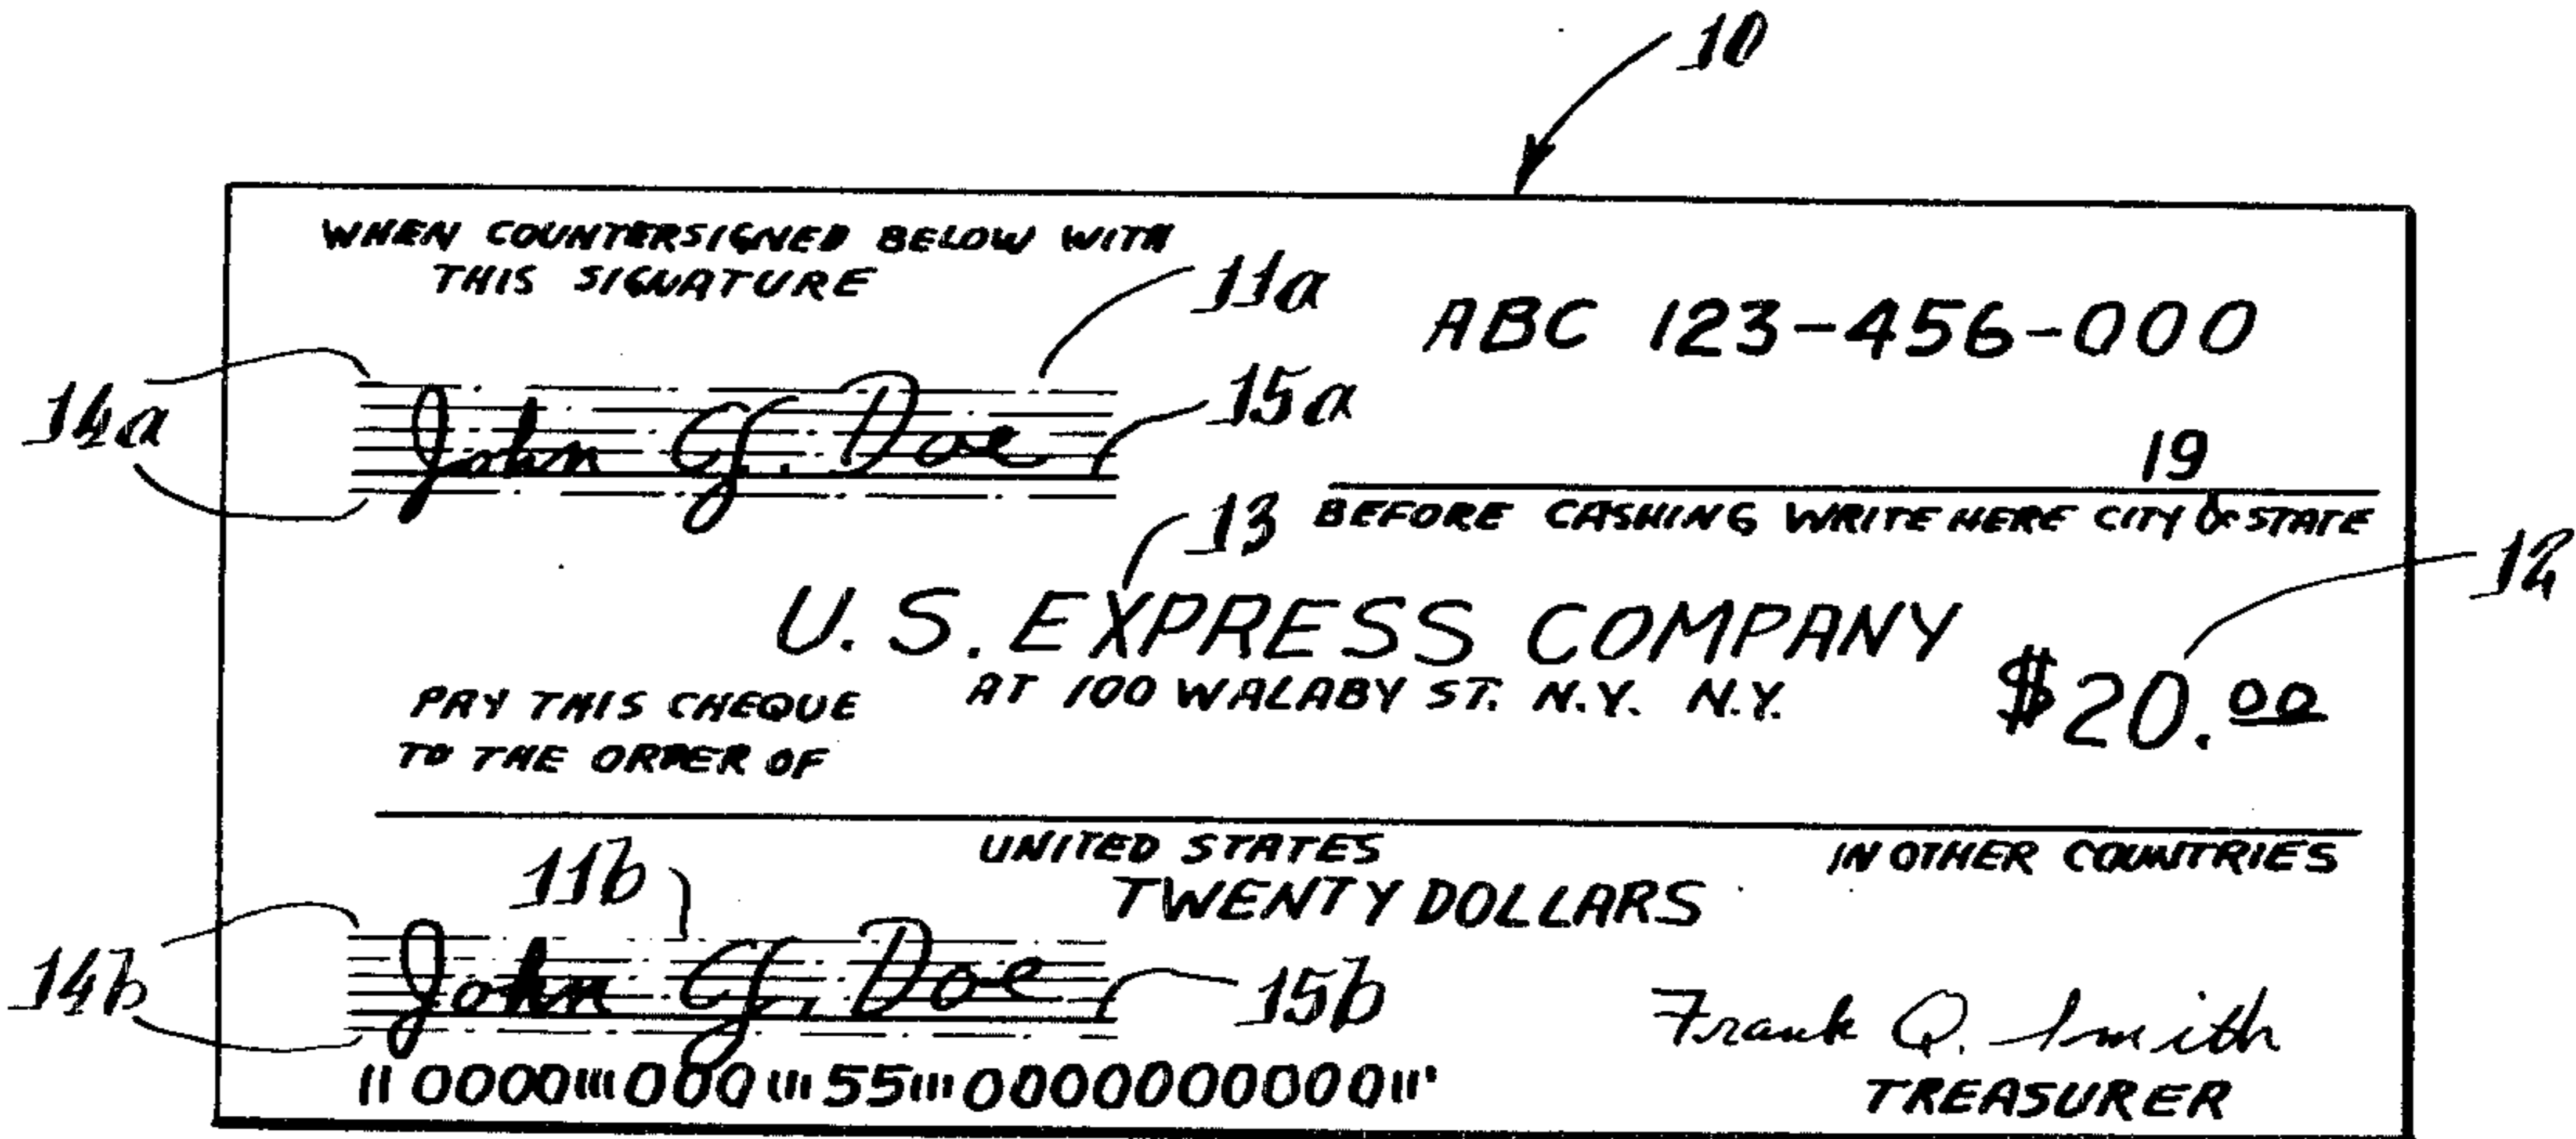 10
WHEN COUNTERSIGNED BELOW WITH
THIS SIGNATURE
11a
ABC 123-456-000
14a
John G. Doe
15a
19
13
BEFORE CASHING WRITE HERE CITY & STATE
12
U.S. EXPRESS COMPANY
AT 100 WALABY ST. N.Y. N.Y.
$20.00
PAY THIS CHEQUE
TO THE ORDER OF
UNITED STATES
IN OTHER COUNTRIES
11b
TWENTY DOLLARS
14b
John G. Doe
15b
Frank Q. Smith
TREASURER
"0000"'000"'55"'0000000000"'